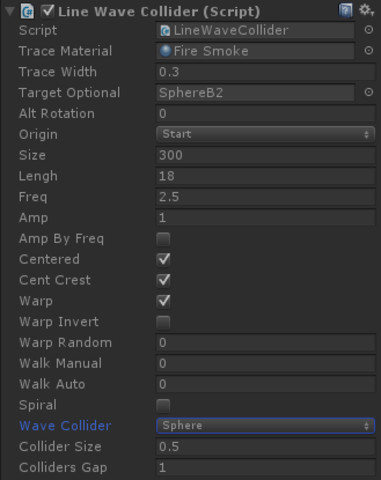 Line Wave Collider (Script)
Script LineWaveCollider
Trace Material Fire Smoke
Trace Width 0.3
Target Optional SphereB2
Alt Rotation 0
Origin Start
Size 300
Lengh 18
Freq 2.5
Amp 1
Amp By Freq
Centered
Cent Crest
Warp
Warp Invert
Warp Random 0
Walk Manual 0
Walk Auto 0
Spiral
Wave Collider Sphere
Collider Size 0.5
Colliders Gap 1